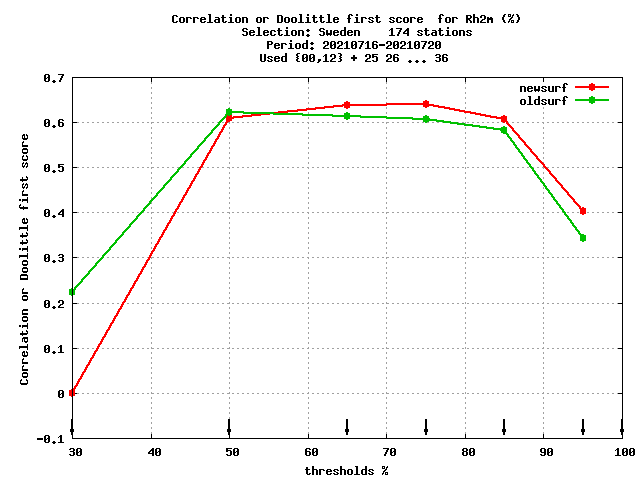 Correlation or Doolittle first score  for Rh2m (%)
Selection: Sweden    174 stations
Period: 20210716-20210720
Used {00,12} + 25 26 ... 36
newsurf
oldsurf
Correlation or Doolittle first score
0.7
0.6
0.5
0.4
0.3
0.2
0.1
0
-0.1
30 40 50 60 70 80 90 100
thresholds %